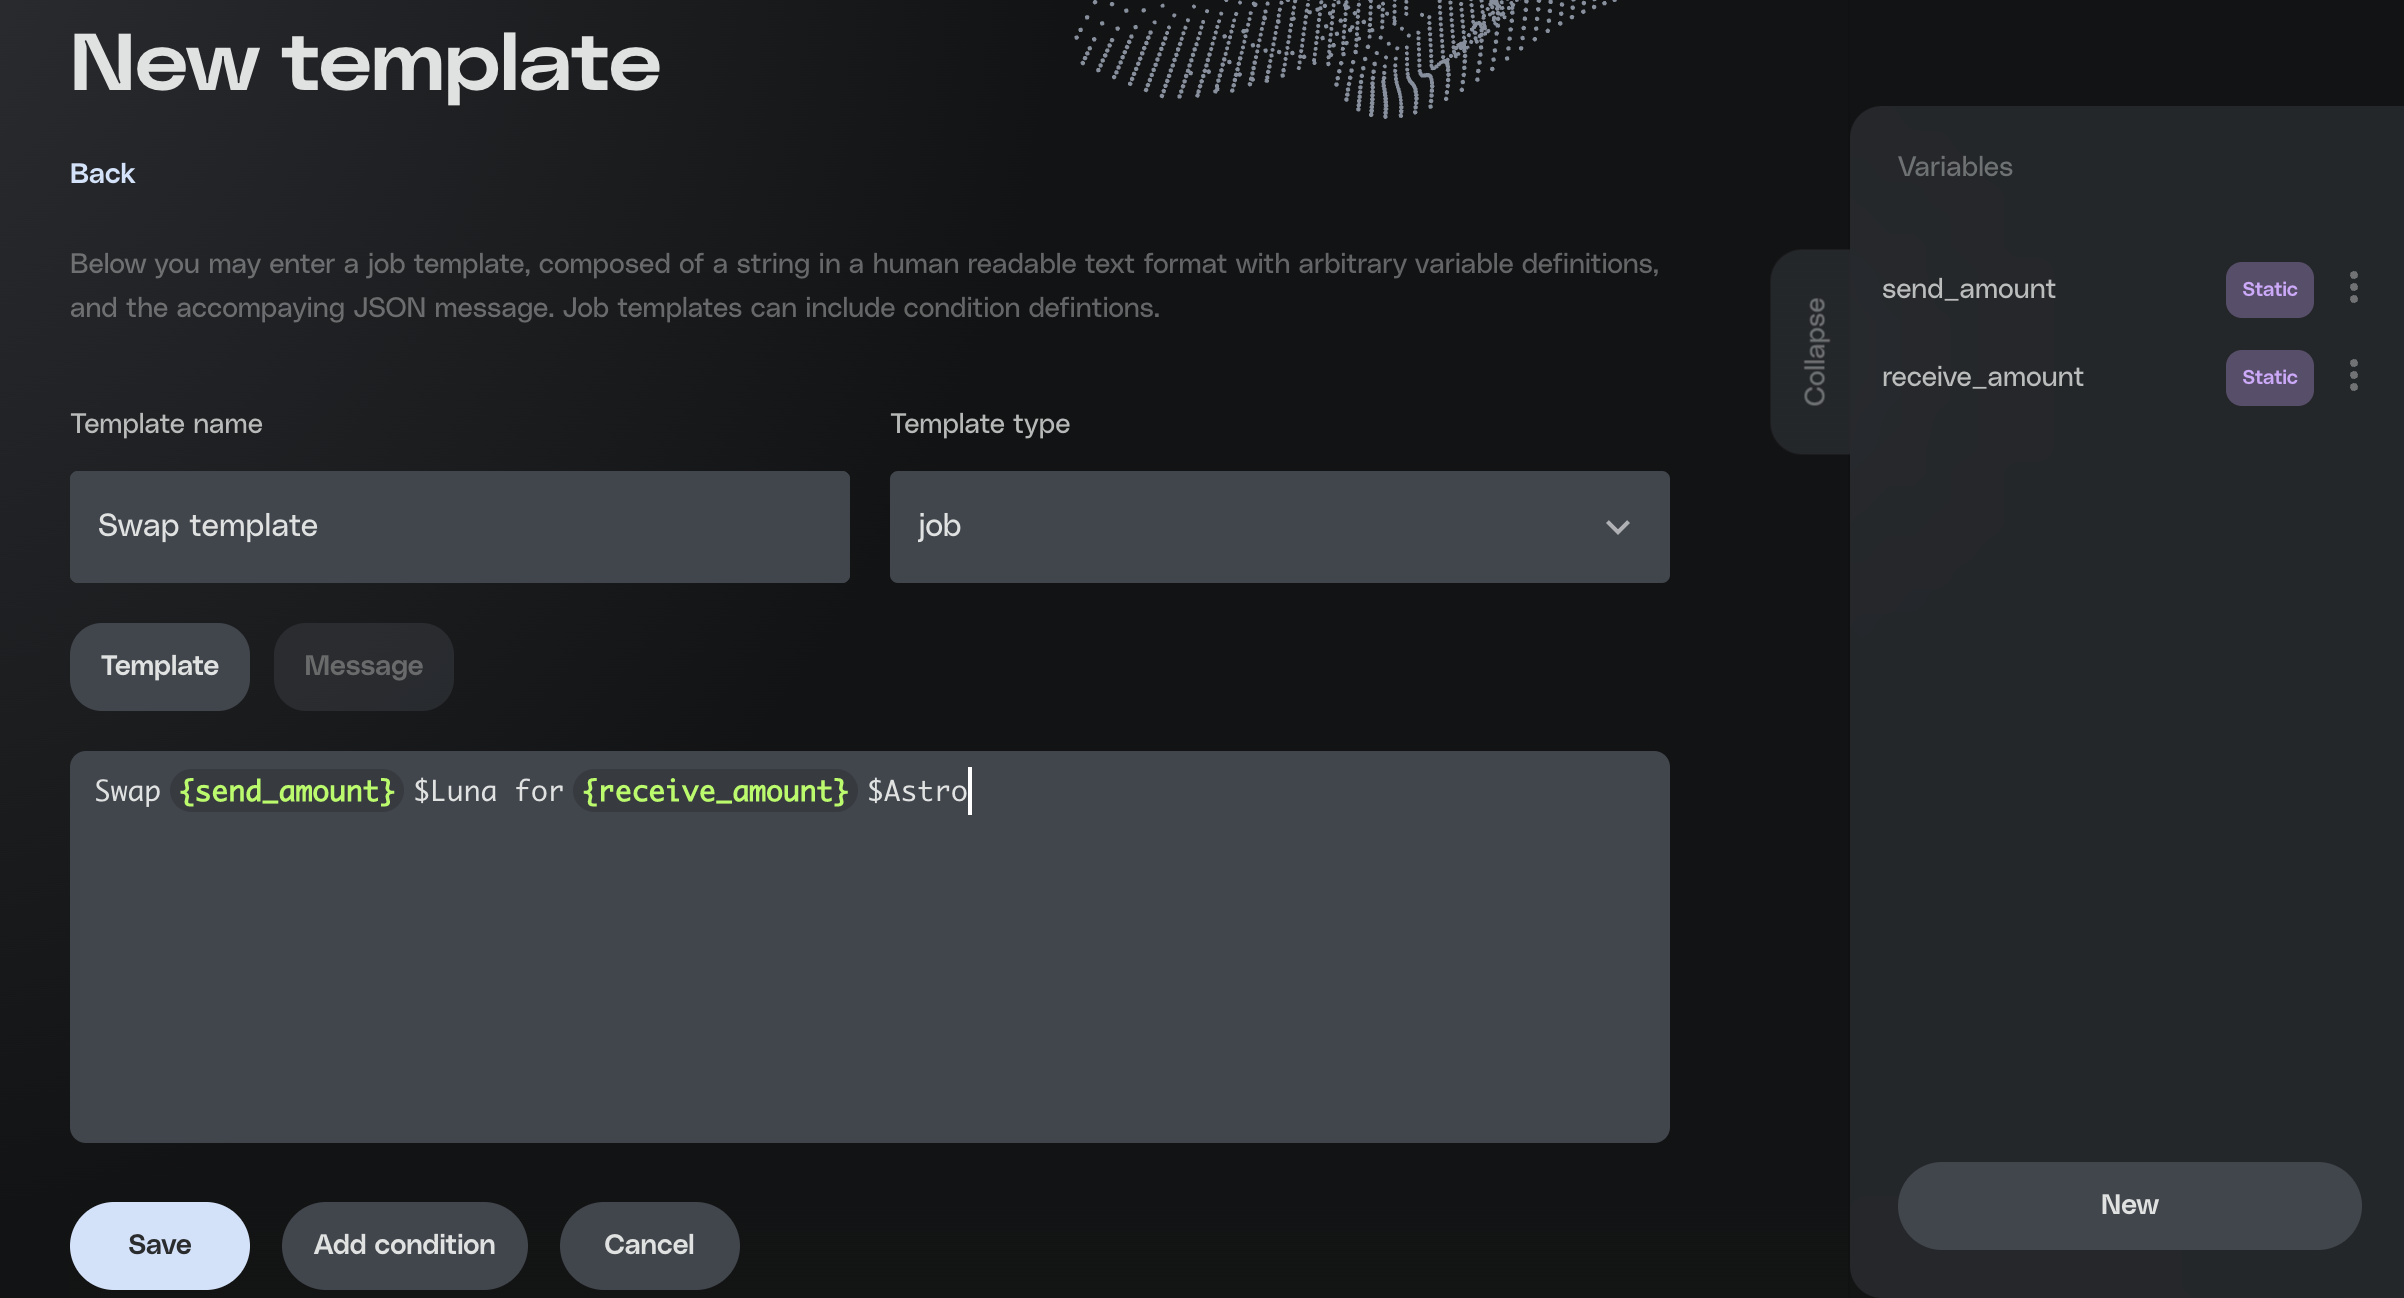 New template
Back
Below you may enter a job template, composed of a string in a human readable text format with arbitrary variable definitions,
and the accompaying JSON message. Job templates can include condition defintions.
Template name
Template type
Swap template
job
Template
Message
Swap {send_amount} $Luna for {receive_amount} $Astro
Save
Add condition
Cancel
Collapse
Variables
send_amount
Static
receive_amount
Static
New